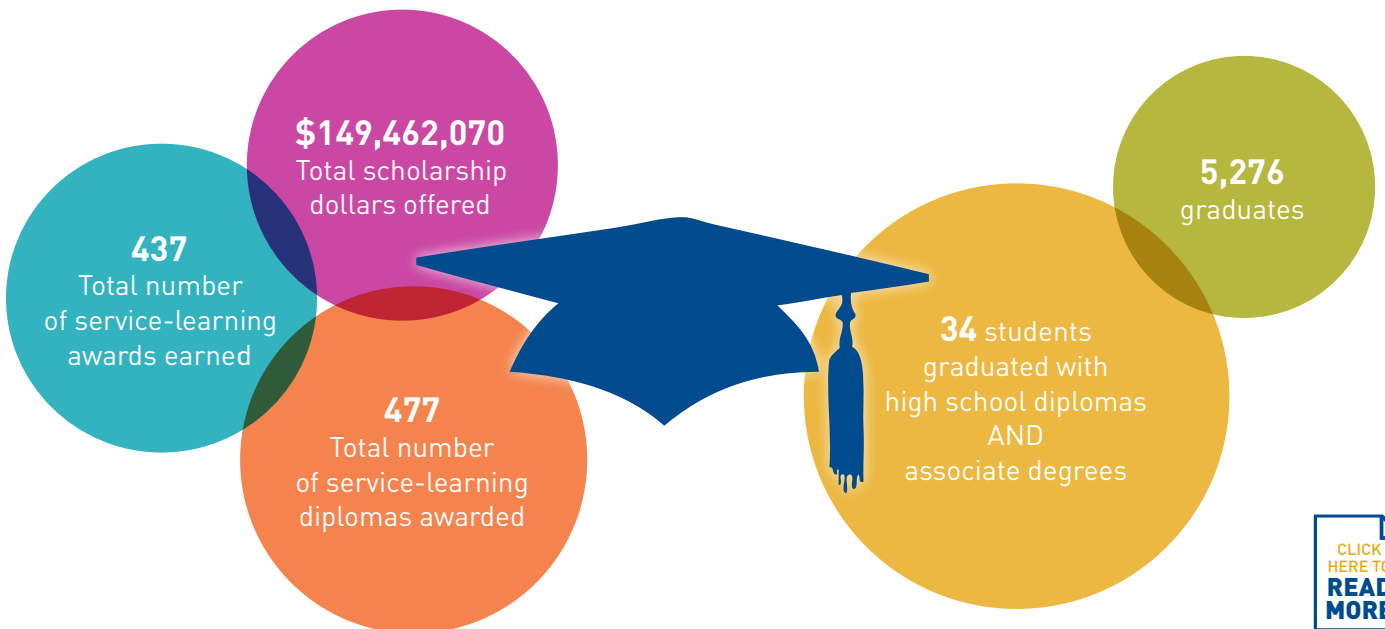 $149,462,070
Total scholarship
dollars offered
437
Total number
of service-learning
awards earned
477
Total number
of service-learning
diplomas awarded
5,276
graduates
34 students
graduated with
high school diplomas
AND
associate degrees
CLICK
HERE TO
READ
MORE